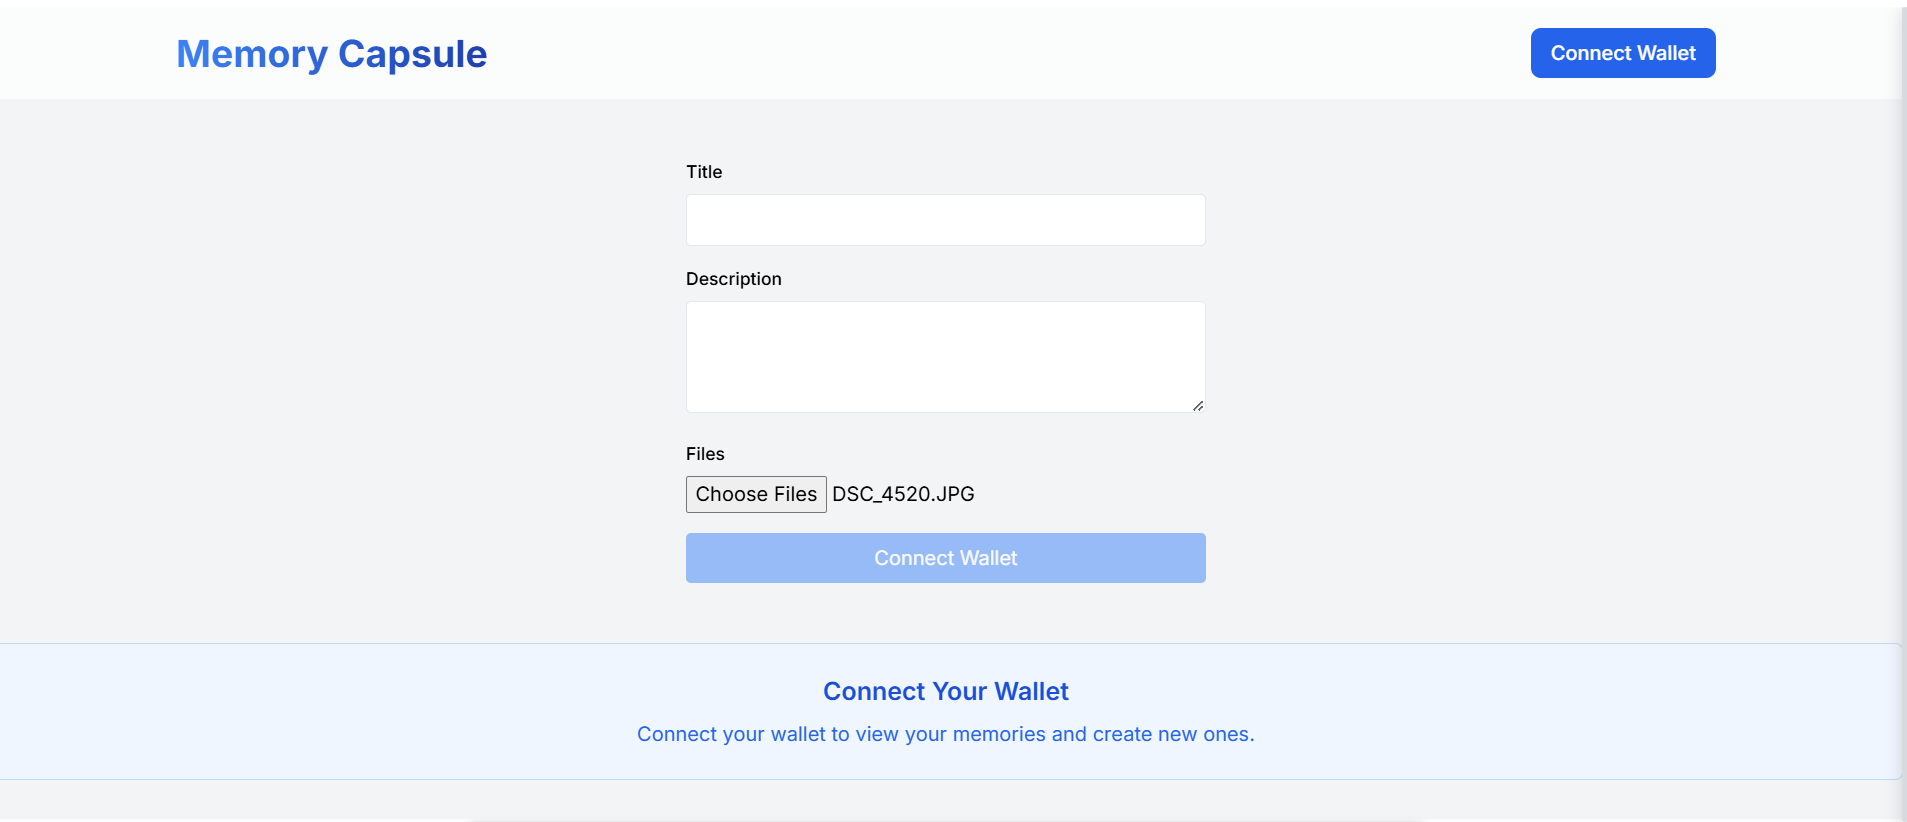 Memory Capsule
Connect Wallet
Title
Description
Files
Choose Files DSC_4520.JPG
Connect Wallet
Connect Your Wallet
Connect your wallet to view your memories and create new ones.